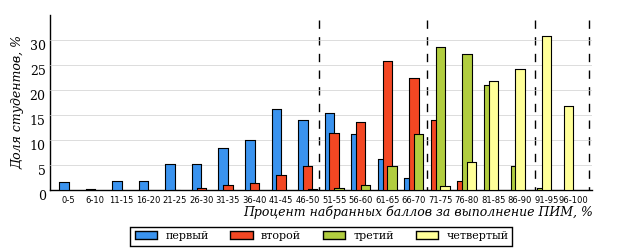 Доля студентов, %
30
25
20
15
10
5
0
0-5 6-10 11-15 16-20 21-25 26-30 31-35 36-40 41-45 46-50 51-55 56-60 61-65 66-70 71-75 76-80 81-85 86-90 91-95 96-100
Процент набранных баллов за выполнение ПИМ, %
первый второй третий четвертый